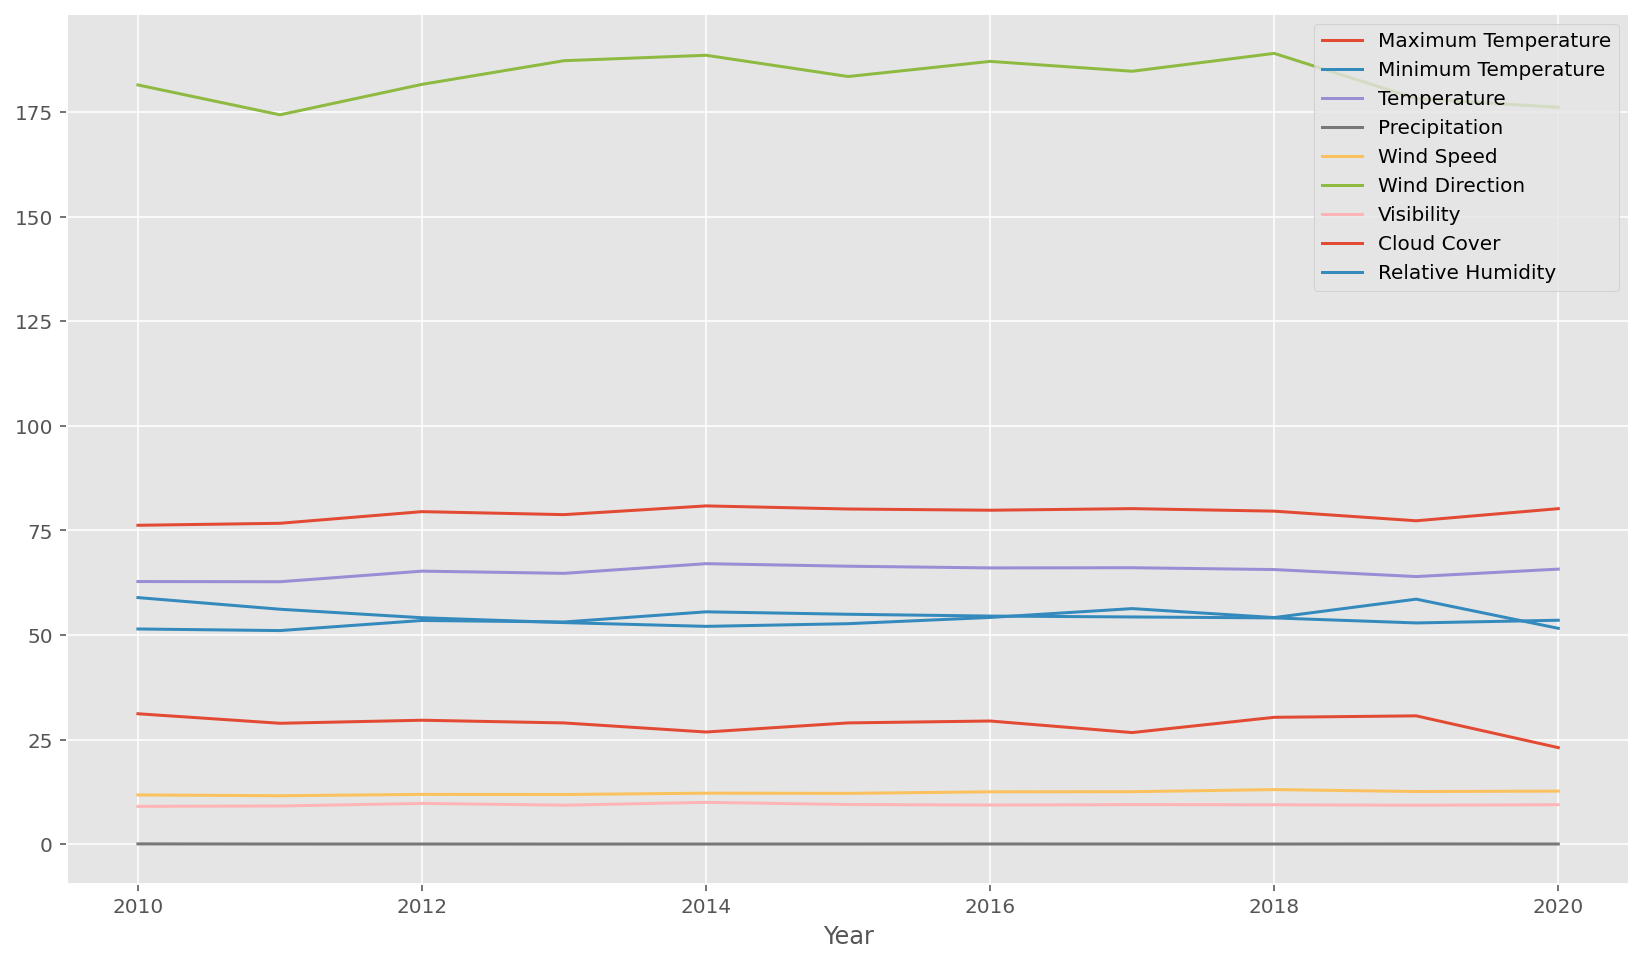 Maximum Temperature
Minimum Temperature
Temperature
Precipitation
Wind Speed
Wind Direction
Visibility
Cloud Cover
Relative Humidity
175
150
125
100
75
50
25
0
2010 2012 2014 2016 2018 2020
Year